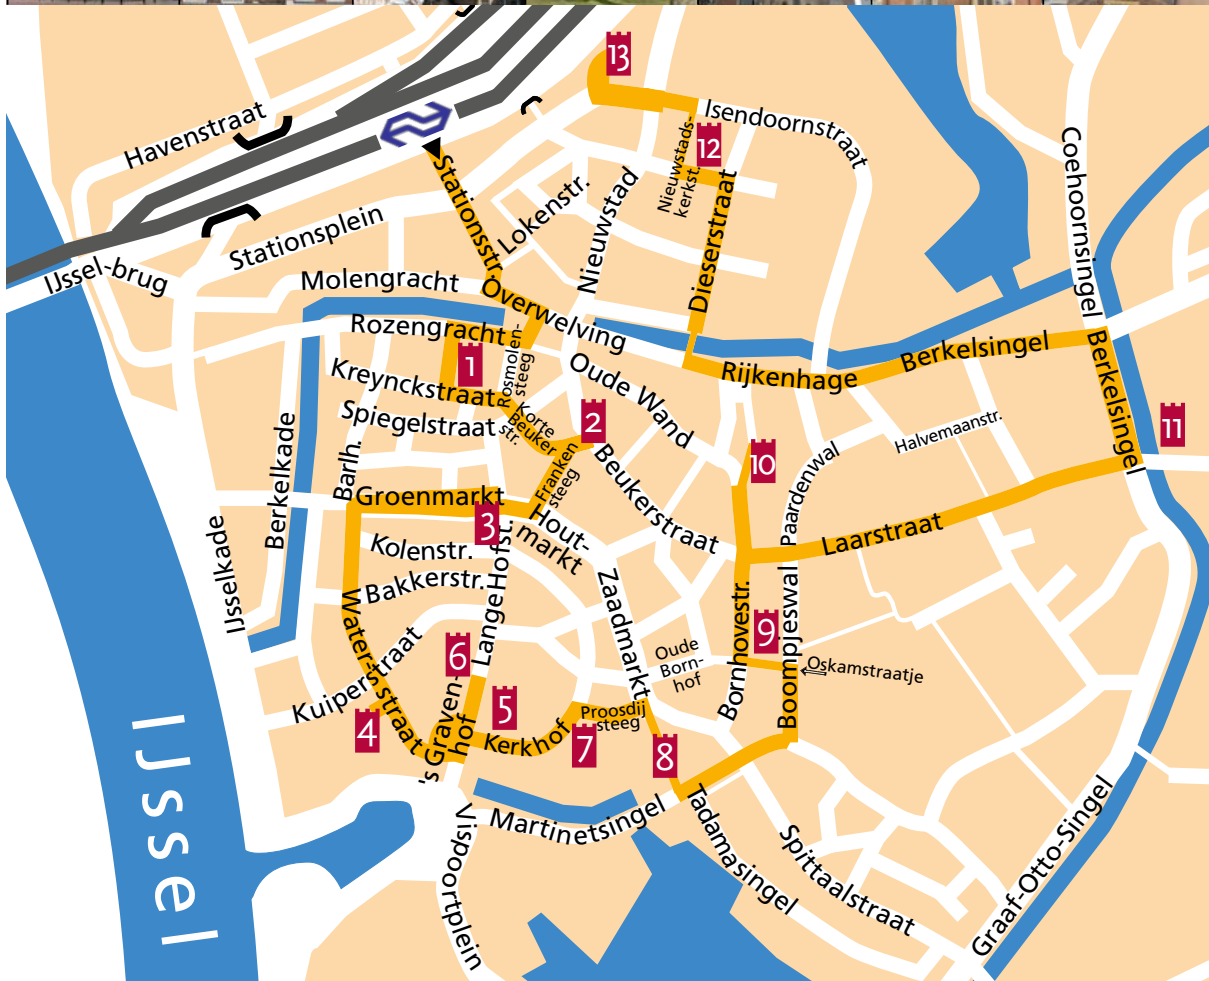 13
Isendoornstraat
Nieuwstads-
kerkst.
12
Coehoornsingel
Havenstraat
Stationsstr.
Lokenstr.
Nieuwstad
Dieserstraat
Stationsplein
IJssel-brug
Molengracht
Overwelving
Rozengracht
Rosmolen-
steeg
1
Kreynckstraat
Korte
Beuker
str.
Oude Wand
Rijkenhage
Berkelsingel
Berkelsingel
Spiegelstraat
2
Franken
steeg
Beukerstraat
10
Paardenwal
Halvemaanstr.
11
Berkelkade
Barlh.
Groenmarkt
3
Hout-
markt
Laarstraat
IJsselkade
Kolenstr.
Bakkerstr.
Lange Hofst.
Zaadmarkt
Waterstraat
Kuiperstraat
6
Oude
Born-
hof
Bornhovestr.
9
Boompjeswal
Oskamstraatje
4
's Graven-
hof
5
Kerkhof
Proosdij
steeg
7
8
IJssel
Martinetsingel
Vispoortplein
Tadamasingel
Spittaalstraat
Graaf-Otto-Singel